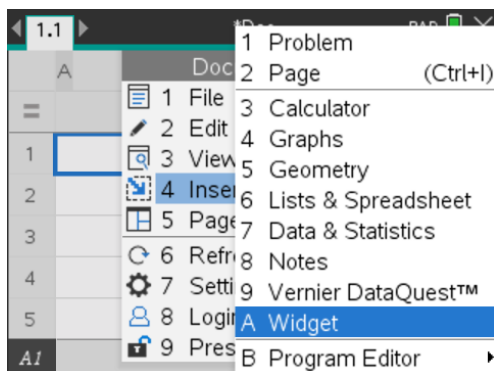 1.1
*Doc
RAD
A
=
1
2
3
4
5
A1
Doc
1 File
2 Edit
3 View
4 Inse
5 Page
6 Refr
7 Setti
8 Login
9 Pres
1 Problem
2 Page (Ctrl+I)
3 Calculator
4 Graphs
5 Geometry
6 Lists & Spreadsheet
7 Data & Statistics
8 Notes
9 Vernier DataQuest™
A Widget
B Program Editor